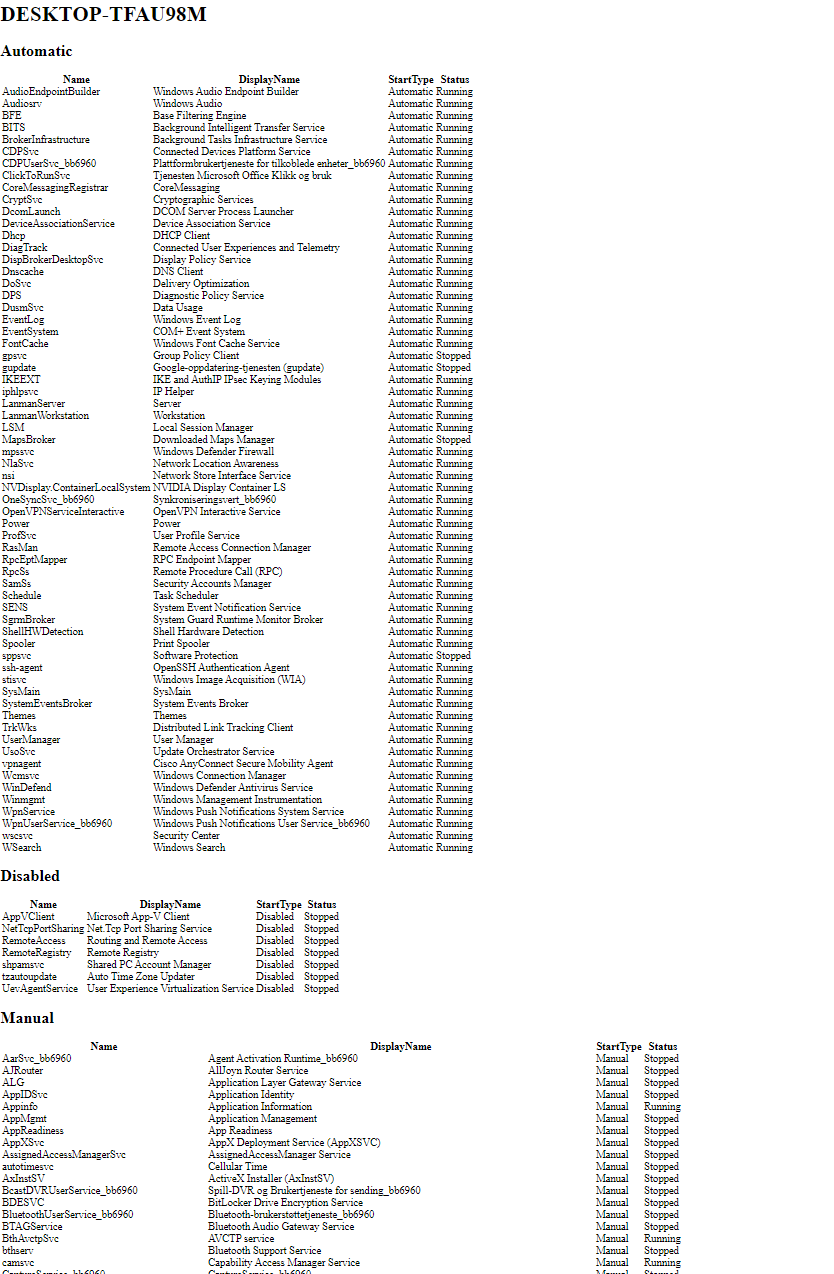 DESKTOP-TFAU98M
Automatic
Name DisplayName StartType Status
AudioEndpointBuilder Windows Audio Endpoint Builder Automatic Running
Audiosrv Windows Audio Automatic Running
BFE Base Filtering Engine Automatic Running
BITS Background Intelligent Transfer Service Automatic Running
BrokerInfrastructure Background Tasks Infrastructure Service Automatic Running
CDPSvc Connected Devices Platform Service Automatic Running
CDPUserSvc_bb6960 Plattformbrukertjeneste for tilkoblede enheter_bb6960 Automatic Running
ClickToRunSvc Tjenesten Microsoft Office Klikk og bruk Automatic Running
CoreMessagingRegistrar CoreMessaging Automatic Running
CryptSvc Cryptographic Services Automatic Running
DcomLaunch DCOM Server Process Launcher Automatic Running
DeviceAssociationService Device Association Service Automatic Running
Dhcp DHCP Client Automatic Running
DiagTrack Connected User Experiences and Telemetry Automatic Running
DispBrokerDesktopSvc Display Policy Service Automatic Running
Dnscache DNS Client Automatic Running
DoSvc Delivery Optimization Automatic Running
DPS Diagnostic Policy Service Automatic Running
DusmSvc Data Usage Automatic Running
EventLog Windows Event Log Automatic Running
EventSystem COM+ Event System Automatic Running
FontCache Windows Font Cache Service Automatic Running
gpsvc Group Policy Client Automatic Stopped
gupdate Google-oppdatering-tjenesten (gupdate) Automatic Stopped
IKEEXT IKE and AuthIP IPsec Keying Modules Automatic Running
iphlpsvc IP Helper Automatic Running
LanmanServer Server Automatic Running
LanmanWorkstation Workstation Automatic Running
LSM Local Session Manager Automatic Running
MapsBroker Downloaded Maps Manager Automatic Stopped
mpssvc Windows Defender Firewall Automatic Running
NlaSvc Network Location Awareness Automatic Running
nsi Network Store Interface Service Automatic Running
NVDisplay.ContainerLocalSystem NVIDIA Display Container LS Automatic Running
OneSyncSvc_bb6960 Synkroniseringsvert_bb6960 Automatic Running
OpenVPNServiceInteractive OpenVPN Interactive Service Automatic Running
Power Power Automatic Running
ProfSvc User Profile Service Automatic Running
RasMan Remote Access Connection Manager Automatic Running
RpcEptMapper RPC Endpoint Mapper Automatic Running
RpcSs Remote Procedure Call (RPC) Automatic Running
SamSs Security Accounts Manager Automatic Running
Schedule Task Scheduler Automatic Running
SENS System Event Notification Service Automatic Running
SgrmBroker System Guard Runtime Monitor Broker Automatic Running
ShellHWDetection Shell Hardware Detection Automatic Running
Spooler Print Spooler Automatic Running
sppsvc Software Protection Automatic Stopped
ssh-agent OpenSSH Authentication Agent Automatic Running
stisvc Windows Image Acquisition (WIA) Automatic Running
SysMain SysMain Automatic Running
SystemEventsBroker System Events Broker Automatic Running
Themes Themes Automatic Running
TrkWks Distributed Link Tracking Client Automatic Running
UserManager User Manager Automatic Running
UsoSvc Update Orchestrator Service Automatic Running
vpnagent Cisco AnyConnect Secure Mobility Agent Automatic Running
Wcmsvc Windows Connection Manager Automatic Running
WinDefend Windows Defender Antivirus Service Automatic Running
Winmgmt Windows Management Instrumentation Automatic Running
WpnService Windows Push Notifications System Service Automatic Running
WpnUserService_bb6960 Windows Push Notifications User Service_bb6960 Automatic Running
wscsvc Security Center Automatic Running
WSearch Windows Search Automatic Running
Disabled
Name DisplayName StartType Status
AppVClient Microsoft App-V Client Disabled Stopped
NetTcpPortSharing Net.Tcp Port Sharing Service Disabled Stopped
RemoteAccess Routing and Remote Access Disabled Stopped
RemoteRegistry Remote Registry Disabled Stopped
shpamsvc Shared PC Account Manager Disabled Stopped
tzautoupdate Auto Time Zone Updater Disabled Stopped
UevAgentService User Experience Virtualization Service Disabled Stopped
Manual
Name DisplayName StartType Status
AarSvc_bb6960 Agent Activation Runtime_bb6960 Manual Stopped
AJRouter AllJoyn Router Service Manual Stopped
ALG Application Layer Gateway Service Manual Stopped
AppIDSvc Application Identity Manual Stopped
Appinfo Application Information Manual Running
AppMgmt Application Management Manual Stopped
AppReadiness App Readiness Manual Stopped
AppXSvc AppX Deployment Service (AppXSVC) Manual Stopped
AssignedAccessManagerSvc AssignedAccessManager Service Manual Stopped
autotimesvc Cellular Time Manual Stopped
AxInstSV ActiveX Installer (AxInstSV) Manual Stopped
BcastDVRUserService_bb6960 Spill-DVR og Brukertjeneste for sending_bb6960 Manual Stopped
BDESVC BitLocker Drive Encryption Service Manual Stopped
BluetoothUserService_bb6960 Bluetooth-brukerstøttetjeneste_bb6960 Manual Stopped
BTAGService Bluetooth Audio Gateway Service Manual Stopped
BthAvctpSvc AVCTP service Manual Running
bthserv Bluetooth Support Service Manual Stopped
camsvc Capability Access Manager Service Manual Running
CaptureService_bb6960 CaptureService_bb6960 Manual Stopped